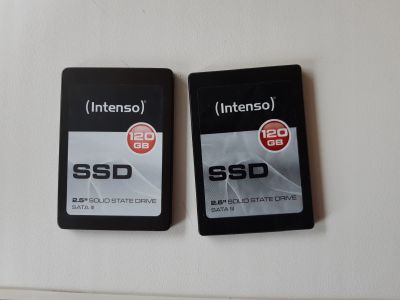 (Intenso)®
120
GB
SSD
2.5" SOLID STATE DRIVE
SATA III
(Intenso)®
120
GB
SSD
2.5" SOLID STATE DRIVE
SATA III